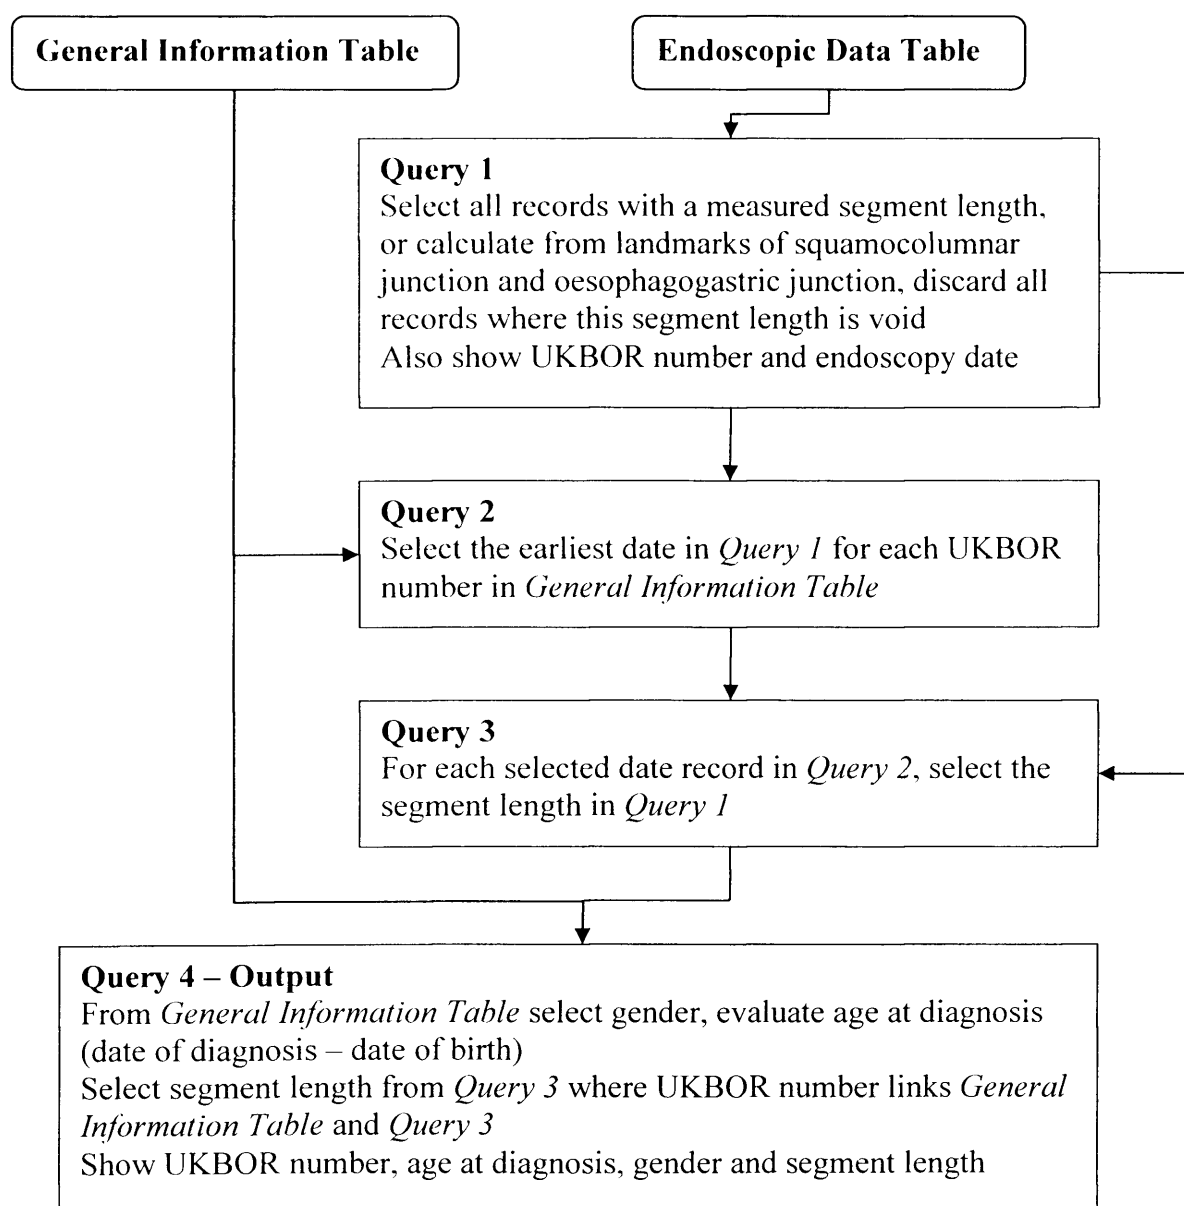 General Information Table
Endoscopic Data Table
Query 1
Select all records with a measured segment length,
or calculate from landmarks of squamocolumnar
junction and oesophagogastric junction, discard all
records where this segment length is void
Also show UKBOR number and endoscopy date
Query 2
Select the earliest date in Query 1 for each UKBOR
number in General Information Table
Query 3
For each selected date record in Query 2, select the
segment length in Query 1
Query 4 – Output
From General Information Table select gender, evaluate age at diagnosis
(date of diagnosis – date of birth)
Select segment length from Query 3 where UKBOR number links General
Information Table and Query 3
Show UKBOR number, age at diagnosis, gender and segment length